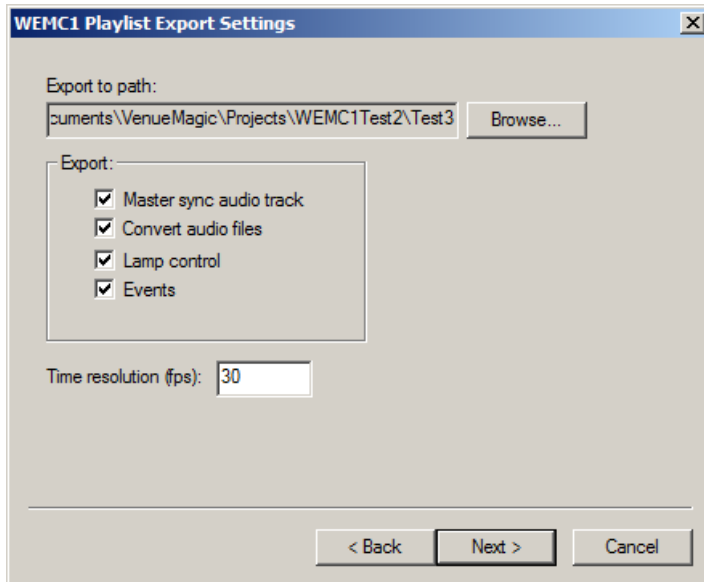 WEMC1 Playlist Export Settings
Export to path:
cuments\VenueMagic\Projects\WEMC1Test2\Test3
Browse...
Export:
Master sync audio track
Convert audio files
Lamp control
Events
Time resolution (fps): 30
< Back Next > Cancel